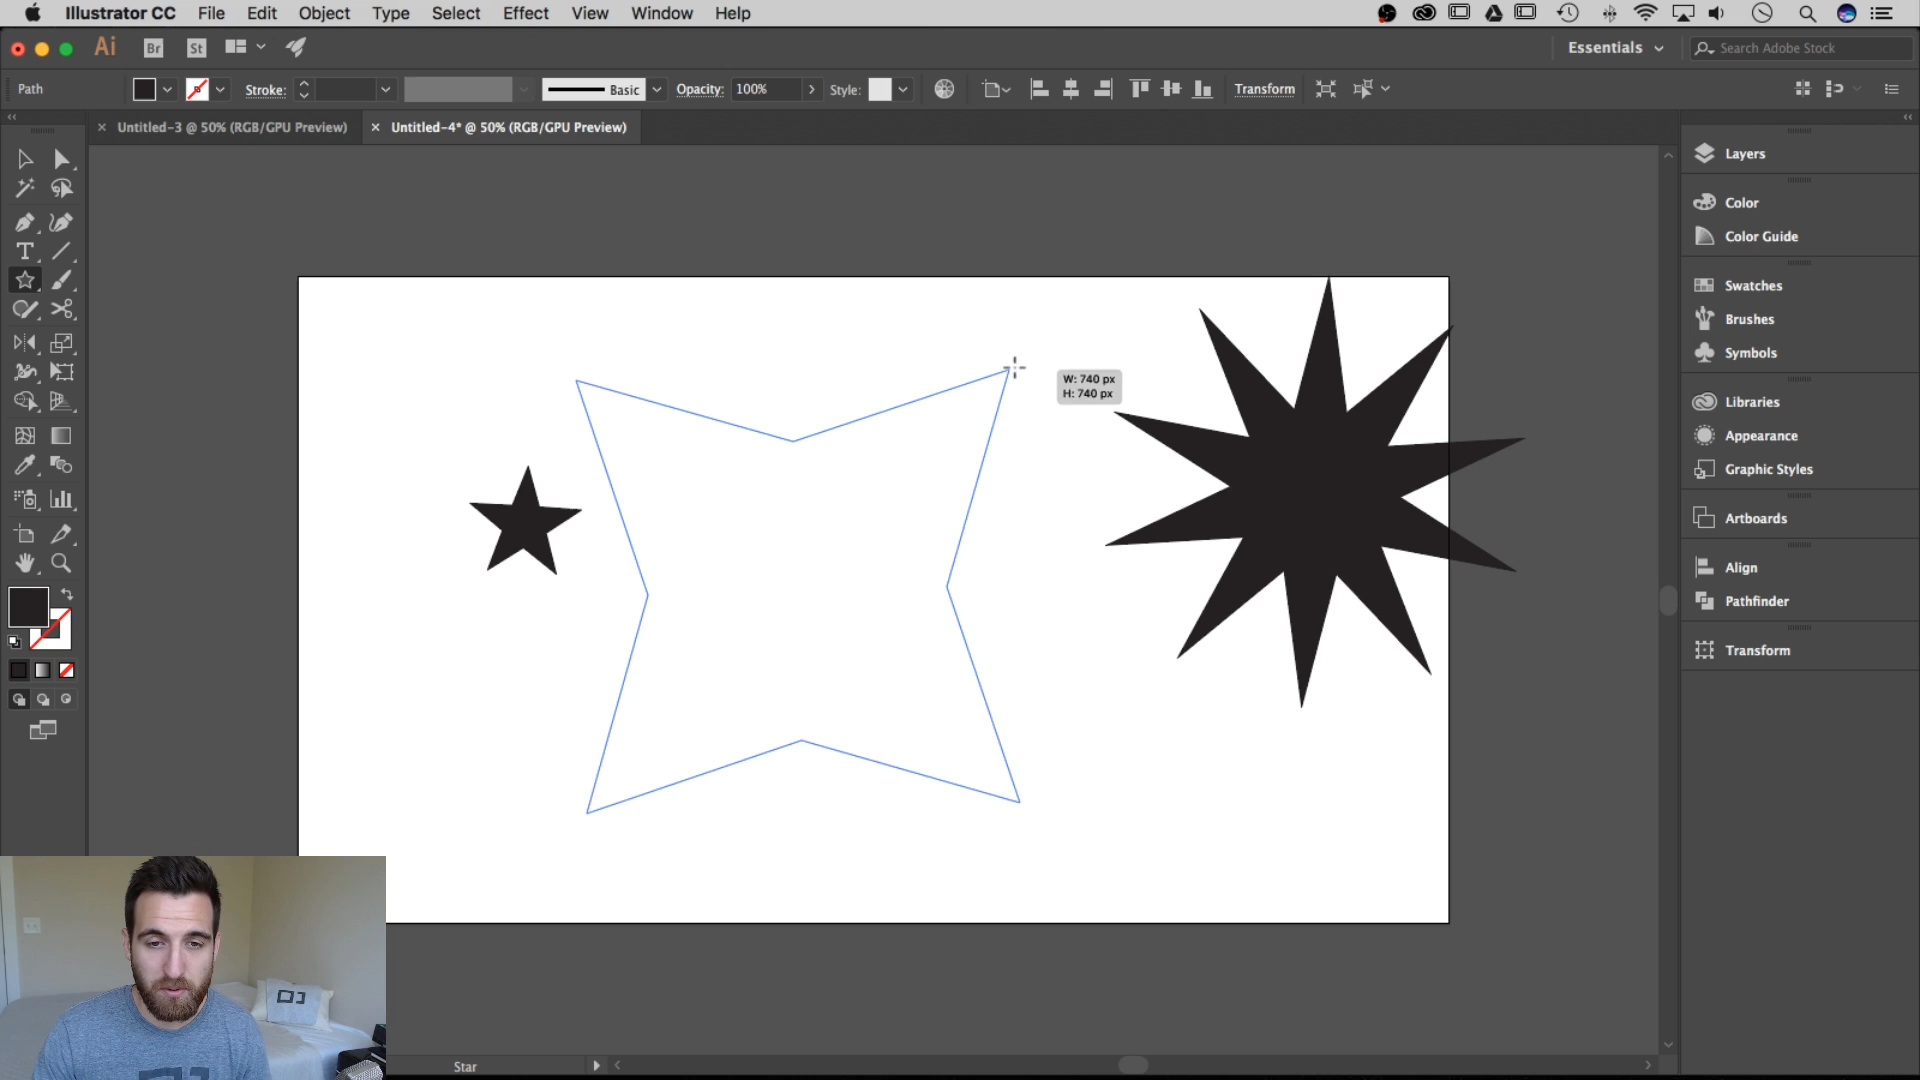 Illustrator CC File Edit Object Type Select Effect View Window Help
Ai Br St Essentials Search Adobe Stock
Path Stroke: Basic Opacity: 100% Style: Transform
Untitled-3 @ 50% (RGB/GPU Preview) Untitled-4* @ 50% (RGB/GPU Preview)
Layers
Color
Color Guide
Swatches
Brushes
Symbols
Libraries
Appearance
Graphic Styles
Artboards
Align
Pathfinder
Transform
W: 740 px
H: 740 px
Star